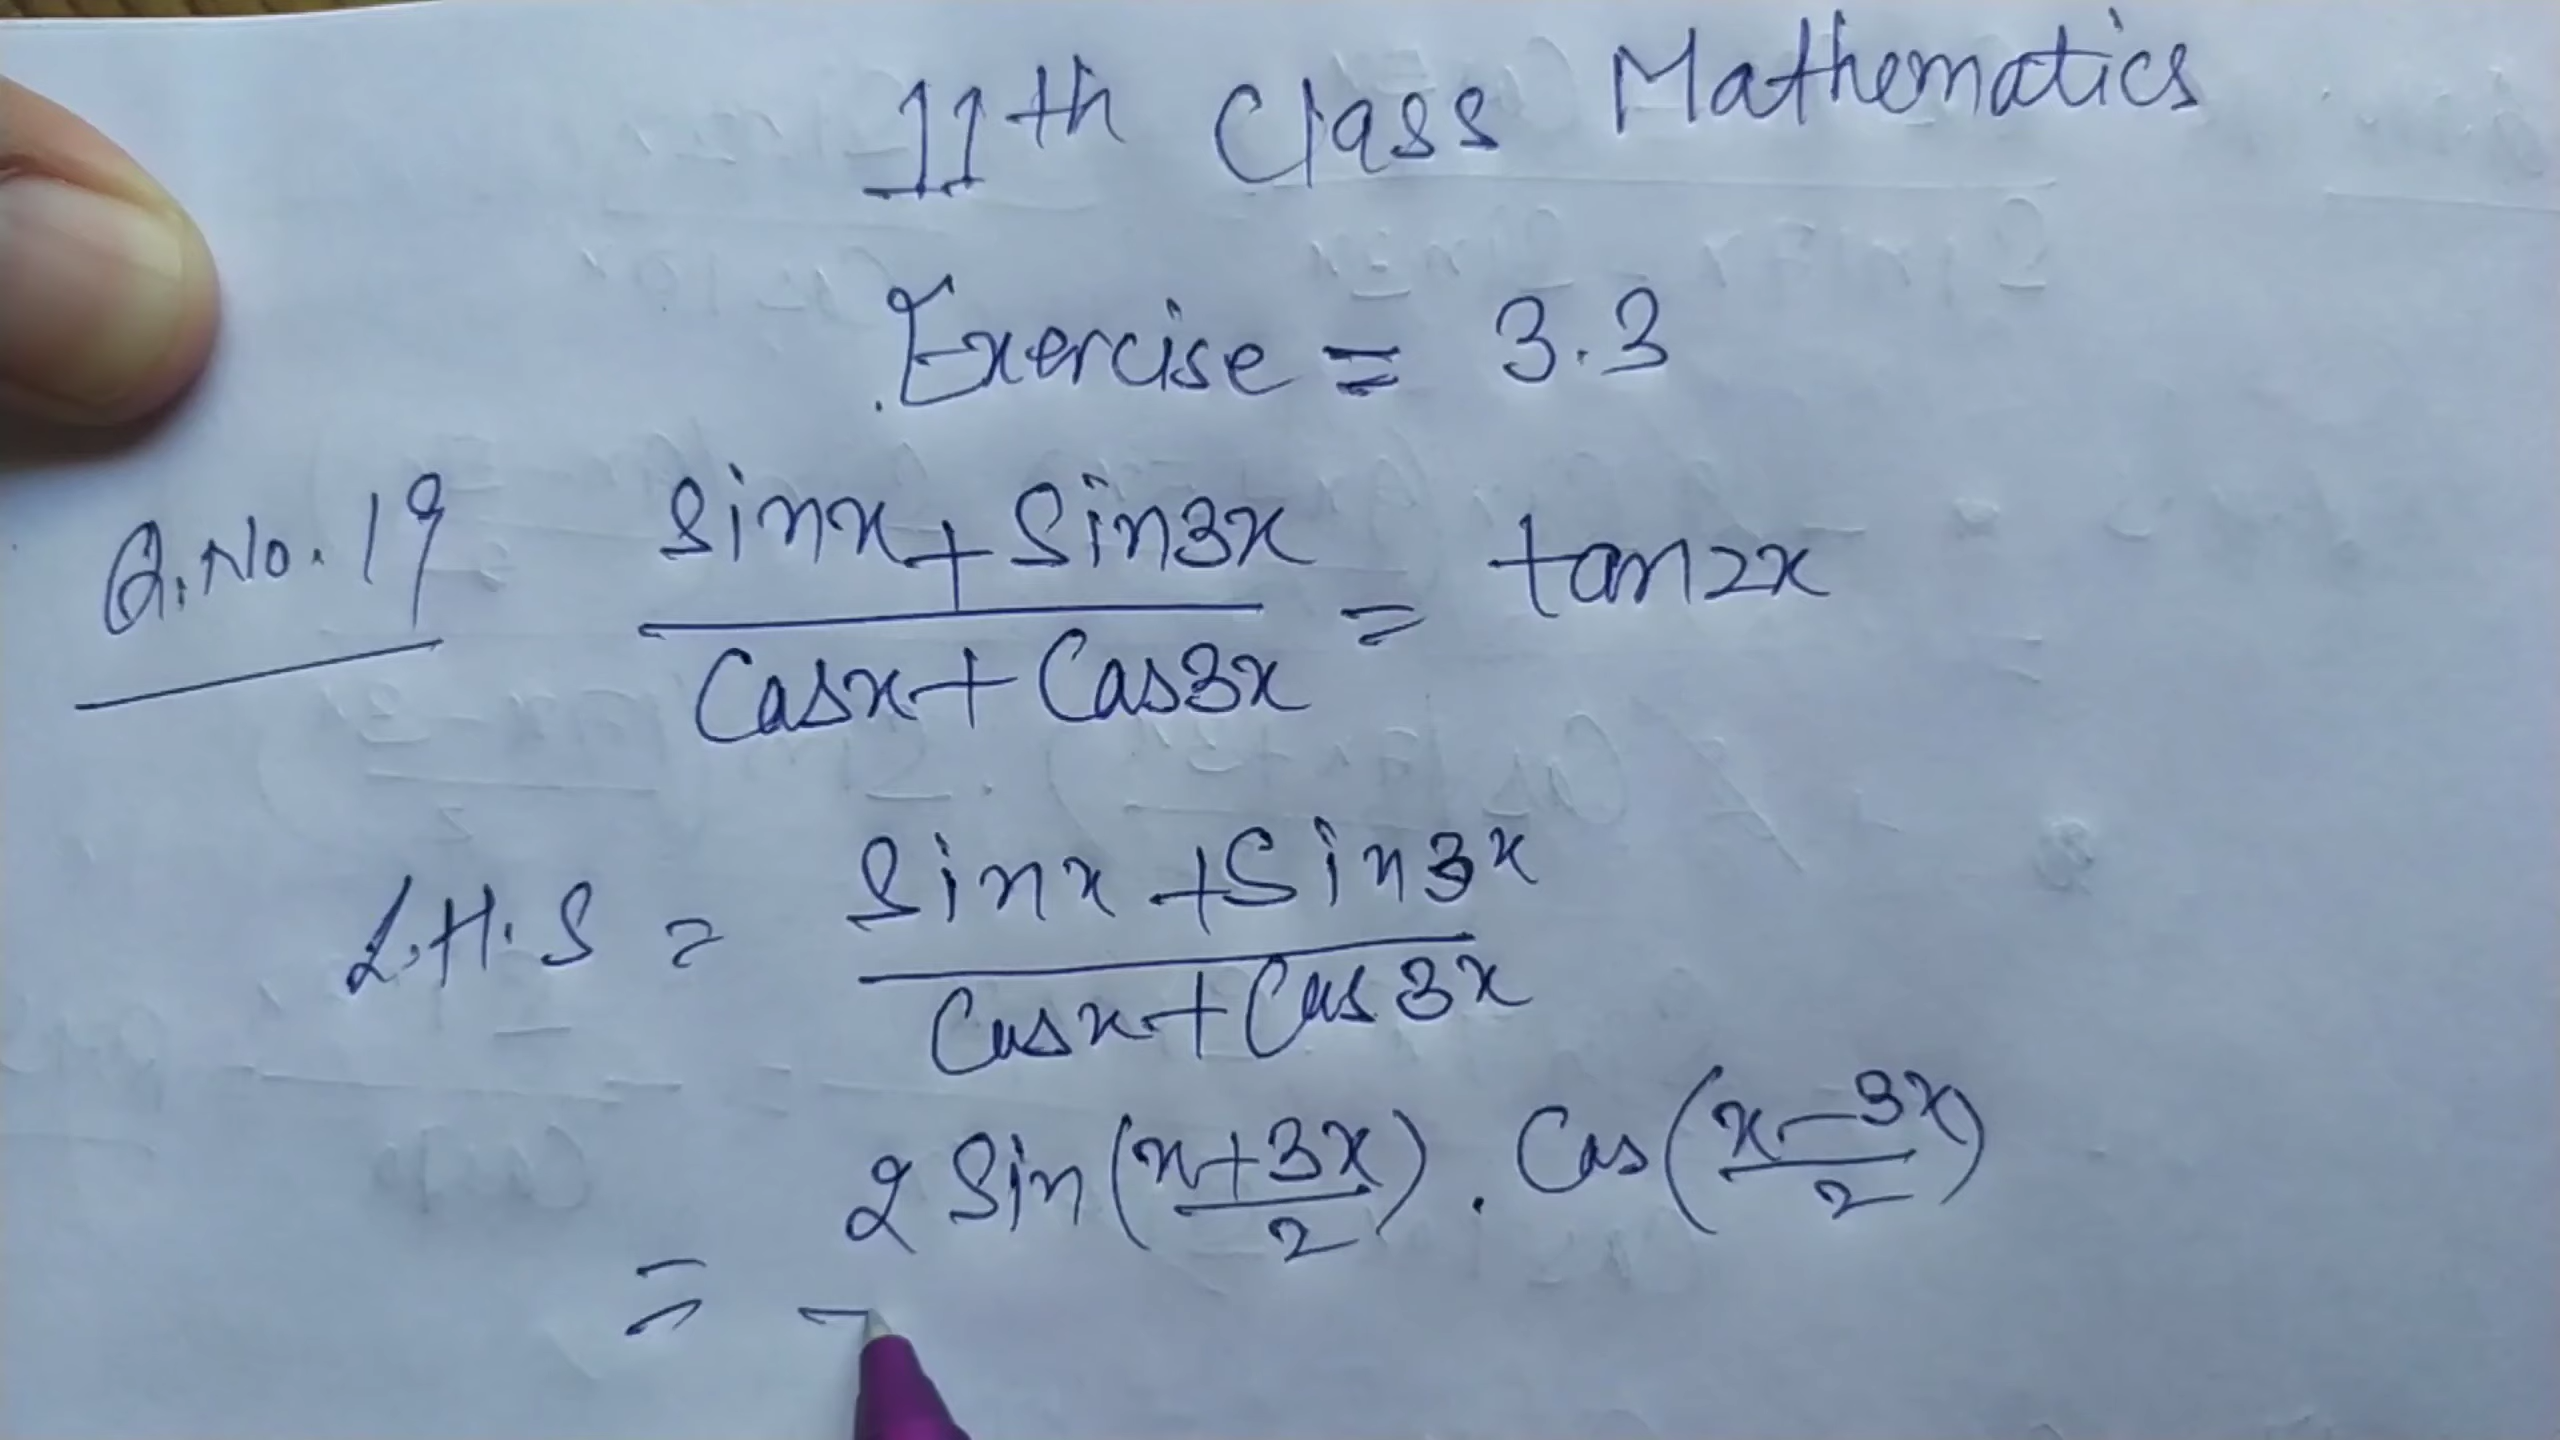 11th Class Mathematics
Exercise = 3.3
Q.No. 19 (sinx + sin3x)/(Cosx + Cos3x) = tan2x
L.H.S = (Sinx + Sin3x)/(Cosx + Cos3x)
= 2 Sin((x+3x)/2) . Cos((x-3x)/2)